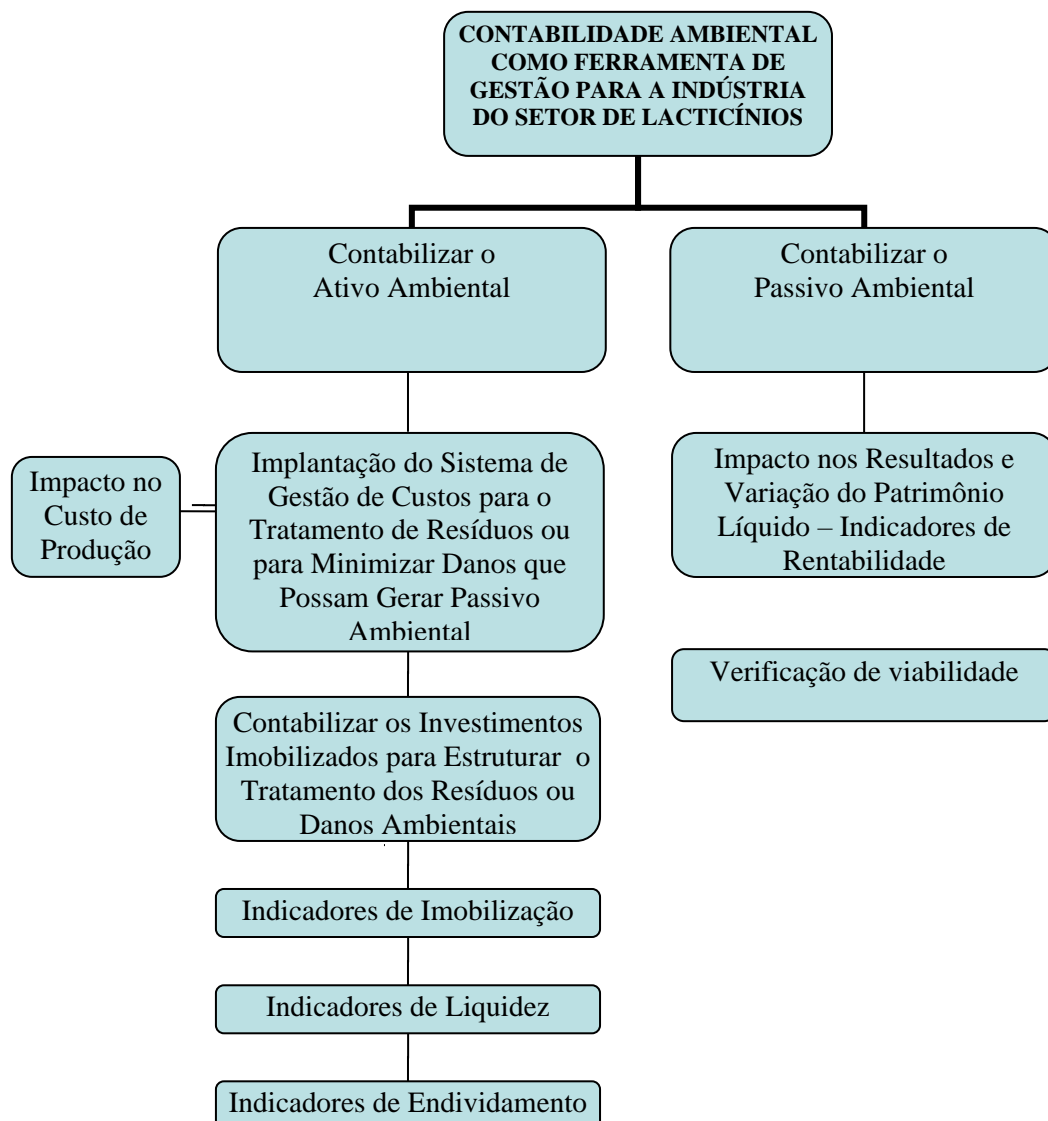 CONTABILIDADE AMBIENTAL
COMO FERRAMENTA DE
GESTÃO PARA A INDÚSTRIA
DO SETOR DE LACTICÍNIOS
Contabilizar o
Ativo Ambiental
Contabilizar o
Passivo Ambiental
Impacto no
Custo de
Produção
Implantação do Sistema de
Gestão de Custos para o
Tratamento de Resíduos ou
para Minimizar Danos que
Possam Gerar Passivo
Ambiental
Impacto nos Resultados e
Variação do Patrimônio
Líquido – Indicadores de
Rentabilidade
Verificação de viabilidade
Contabilizar os Investimentos
Imobilizados para Estruturar o
Tratamento dos Resíduos ou
Danos Ambientais
Indicadores de Imobilização
Indicadores de Liquidez
Indicadores de Endividamento